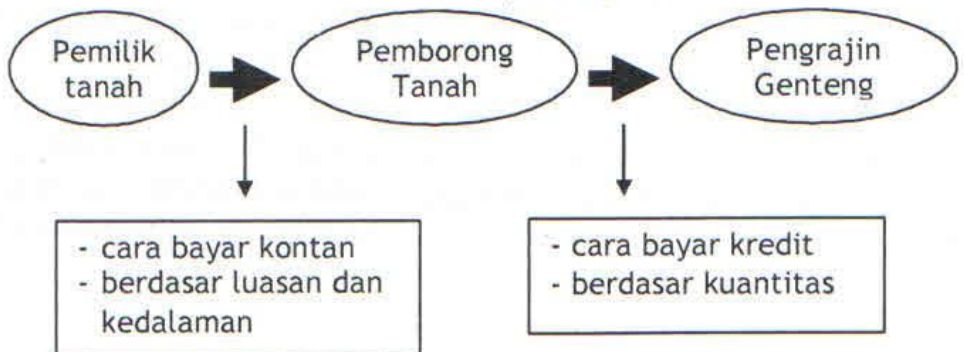 Pemilik
tanah
Pemborong
Tanah
Pengrajin
Genteng
- cara bayar kontan
- berdasar luasan dan
kedalaman
- cara bayar kredit
- berdasar kuantitas